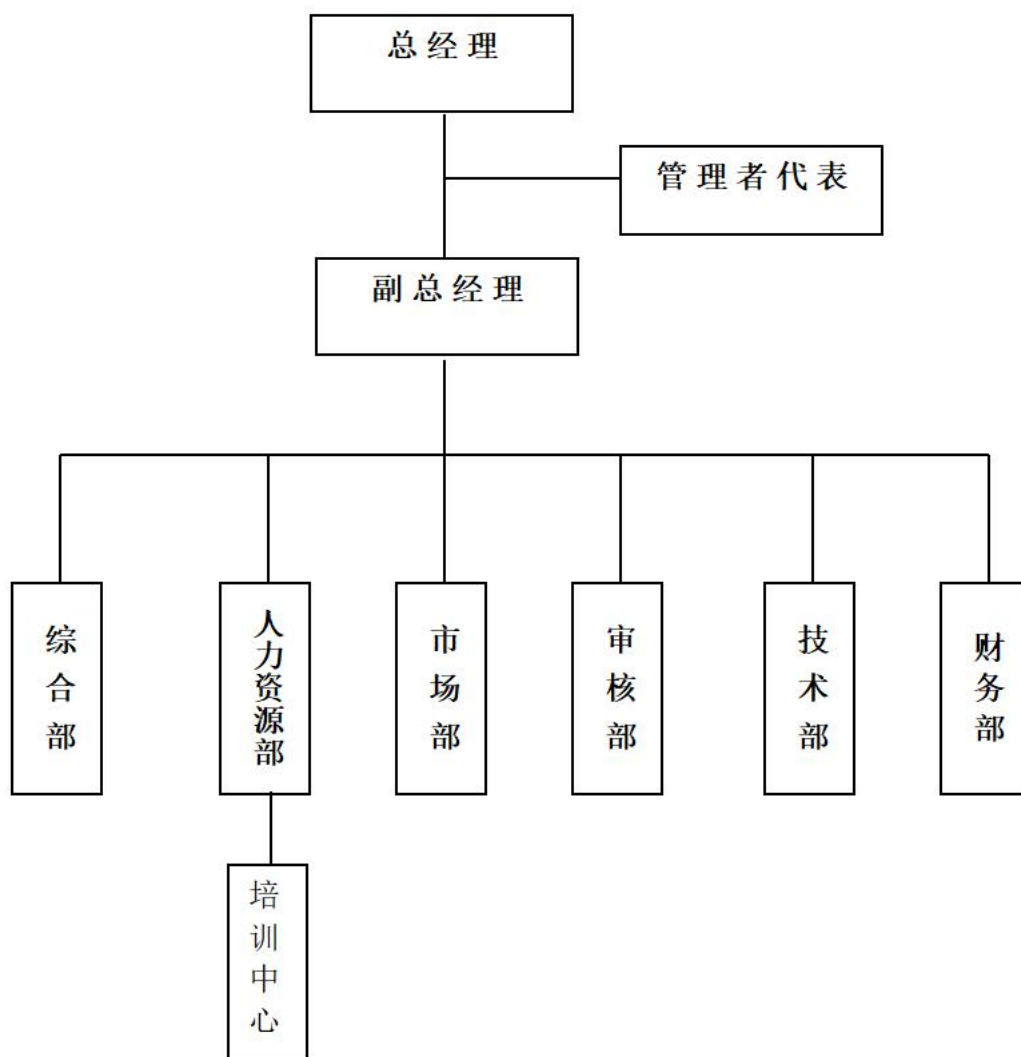 总经理
管理者代表
副总经理
综合部
人力资源部
市场部
审核部
技术部
财务部
培训中心